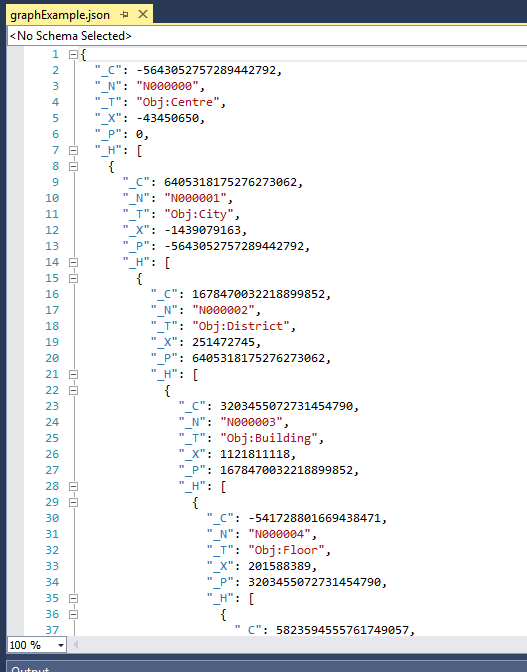 graphExample.json
<No Schema Selected>
1 {
2 "_C": -5643052757289442792,
3 "_N": "N000000",
4 "_T": "Obj:Centre",
5 "_X": -43450650,
6 "_P": 0,
7 "_H": [
8 {
9 "_C": 6405318175276273062,
10 "_N": "N000001",
11 "_T": "Obj:City",
12 "_X": -1439079163,
13 "_P": -5643052757289442792,
14 "_H": [
15 {
16 "_C": 1678470032218899852,
17 "_N": "N000002",
18 "_T": "Obj:District",
19 "_X": 251472745,
20 "_P": 6405318175276273062,
21 "_H": [
22 {
23 "_C": 3203455072731454790,
24 "_N": "N000003",
25 "_T": "Obj:Building",
26 "_X": 1121811118,
27 "_P": 1678470032218899852,
28 "_H": [
29 {
30 "_C": -541728801669438471,
31 "_N": "N000004",
32 "_T": "Obj:Floor",
33 "_X": 201588389,
34 "_P": 3203455072731454790,
35 "_H": [
36 {
37 "_C": 5823594555761749057,
100 %
Output